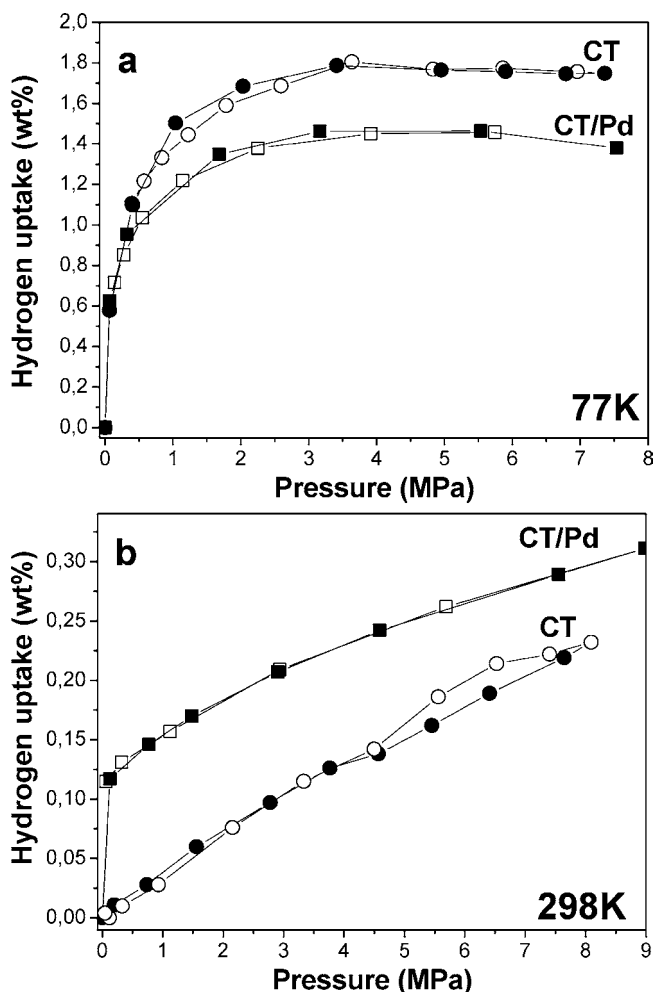 a
CT
CT/Pd
77K
Hydrogen uptake (wt%)
2,0
1,8
1,6
1,4
1,2
1,0
0,8
0,6
0,4
0,2
0,0
0 1 2 3 4 5 6 7 8
Pressure (MPa)
b
CT/Pd
CT
298K
Hydrogen uptake (wt%)
0,30
0,25
0,20
0,15
0,10
0,05
0,00
0 1 2 3 4 5 6 7 8 9
Pressure (MPa)